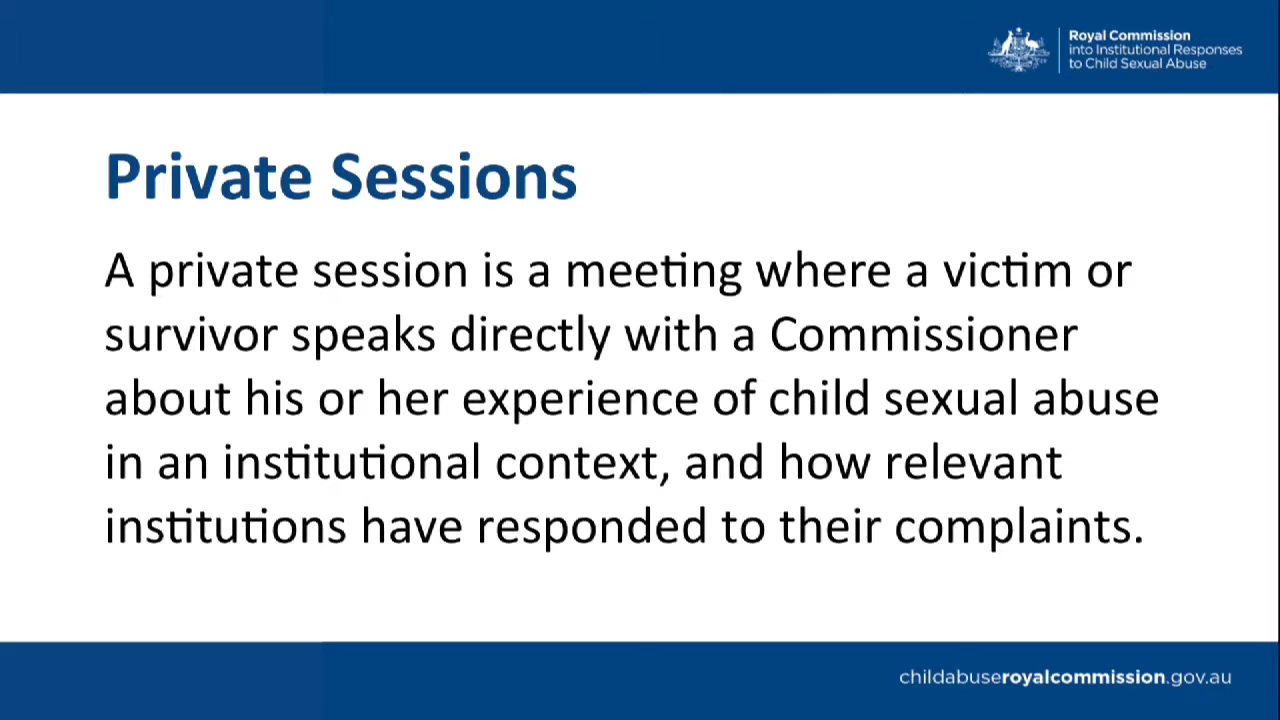 Royal Commission
into Institutional Responses
to Child Sexual Abuse
Private Sessions
A private session is a meeting where a victim or
survivor speaks directly with a Commissioner
about his or her experience of child sexual abuse
in an institutional context, and how relevant
institutions have responded to their complaints.
childabuseroyalcommission.gov.au